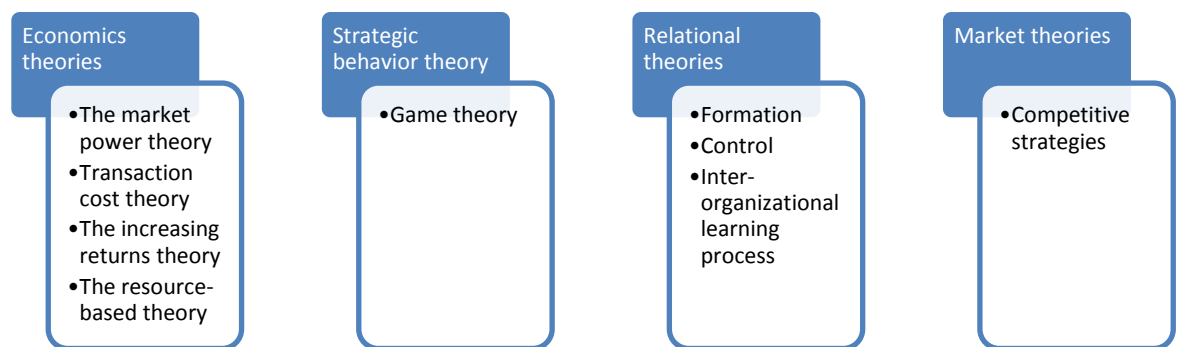 Economics
theories
•The market
power theory
•Transaction
cost theory
•The increasing
returns theory
•The resource-
based theory
Strategic
behavior theory
•Game theory
Relational
theories
•Formation
•Control
•Inter-
organizational
learning
process
Market theories
•Competitive
strategies